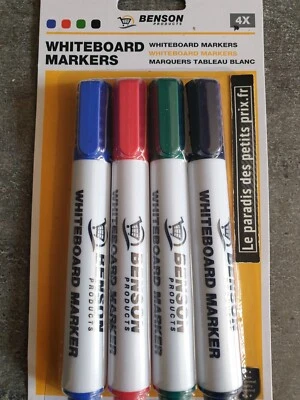 BENSON
PRODUCTS
4X
WHITEBOARD
MARKERS
WHITEBOARD MARKERS
WHITEBOARD MARKERS
MARQUERS TABLEAU BLANC
Le paradis des petits prix.fr
BENSON
PRODUCTS
WHITEBOARD MARKER
BENSON
PRODUCTS
WHITEBOARD MARKER
BENSON
PRODUCTS
WHITEBOARD MARKER
BENSON
PRODUCTS
WHITEBOARD MARKER